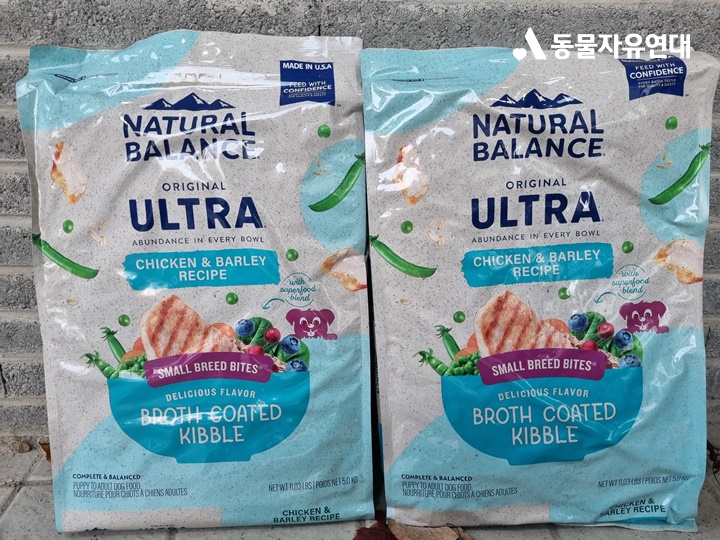 동물자유연대
MADE IN U.S.A
FEED WITH
CONFIDENCE
NATURAL
BALANCE
ORIGINAL
ULTRA
ABUNDANCE IN EVERY BOWL
CHICKEN & BARLEY
RECIPE
with
superfood
blend
SMALL BREED BITES
DELICIOUS FLAVOR
BROTH COATED
KIBBLE
COMPLETE & BALANCED
PUPPY TO ADULT DOG FOOD
NOURRITURE POUR CHIOTS A CHIENS ADULTES
NET WT 11.03 LBS | POIDS NET 5.0 KG
CHICKEN &
BARLEY RECIPE
FEED WITH
CONFIDENCE
NATURAL
BALANCE
ORIGINAL
ULTRA
ABUNDANCE IN EVERY BOWL
CHICKEN & BARLEY
RECIPE
with
superfood
blend
SMALL BREED BITES
DELICIOUS FLAVOR
BROTH COATED
KIBBLE
COMPLETE & BALANCED
PUPPY TO ADULT DOG FOOD
NOURRITURE POUR CHIOTS A CHIENS ADULTES
NET WT 11.03 LBS | POIDS NET 5.0 KG
CHICKEN &
BARLEY RECIPE